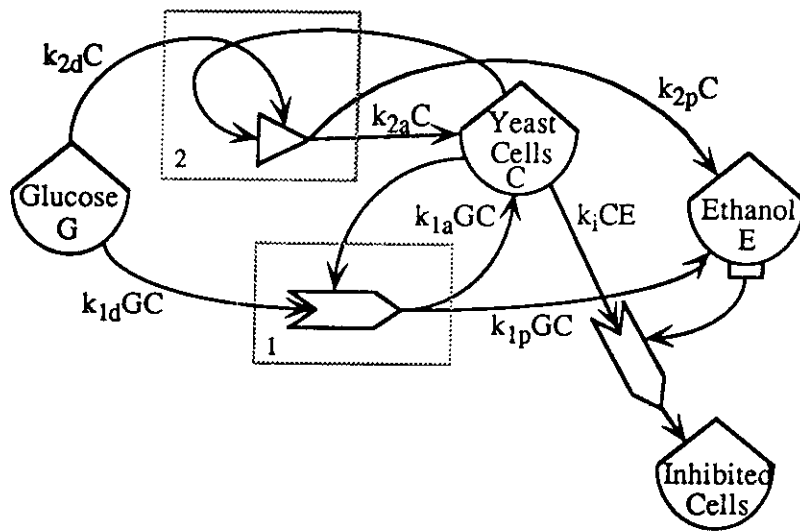 k2dC
2
k2aC
k2pC
Yeast
Cells
C
Glucose
G
Ethanol
E
k1aGC
kiCE
k1dGC
1
k1pGC
Inhibited
Cells